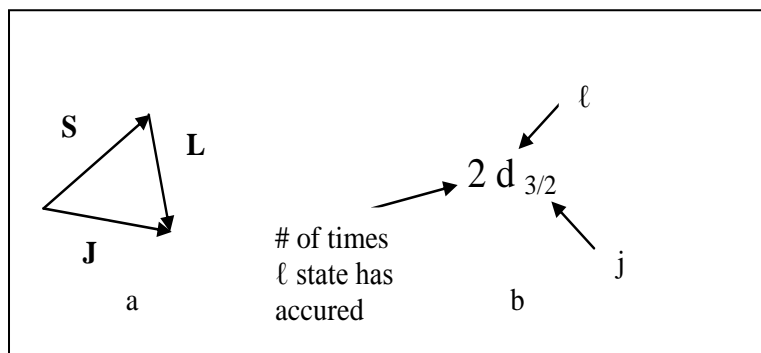 S
L
J
a
ℓ
2 d 3/2
# of times
ℓ state has
accured
j
b